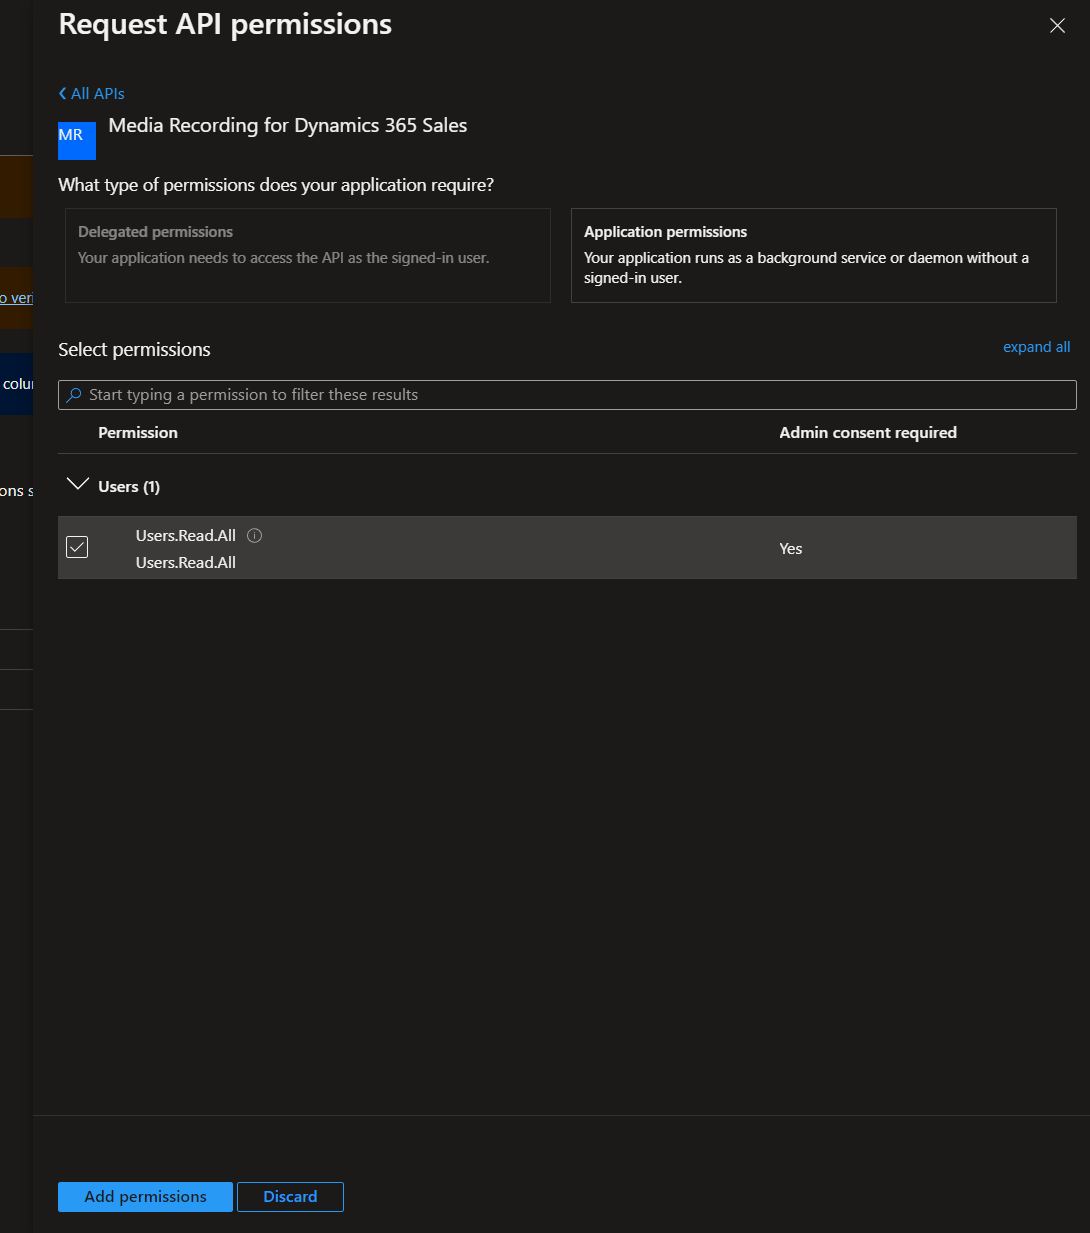 Request API permissions
All APIs
MR
Media Recording for Dynamics 365 Sales
What type of permissions does your application require?
Delegated permissions
Your application needs to access the API as the signed-in user.
Application permissions
Your application runs as a background service or daemon without a
signed-in user.
Select permissions
expand all
Start typing a permission to filter these results
Permission
Admin consent required
o veri
colu
ons s
Users (1)
Users.Read.All
Users.Read.All
Yes
Add permissions
Discard